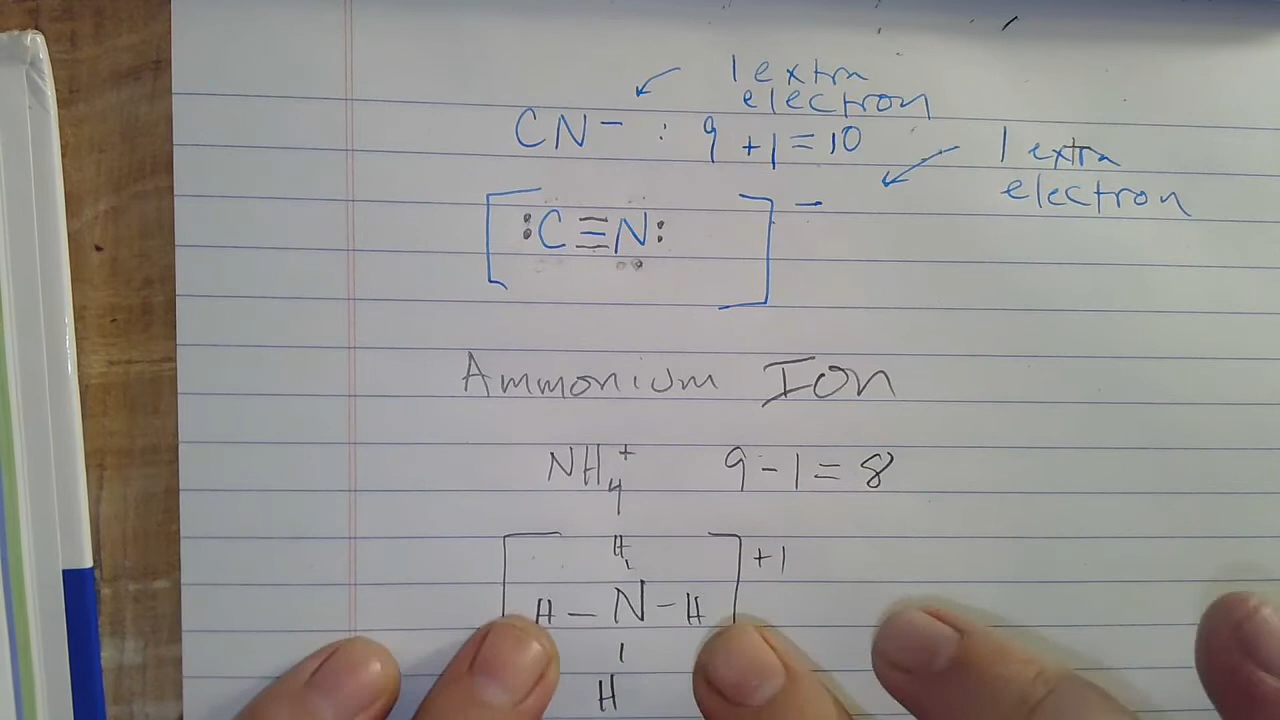 1 extra
electron
CN⁻ : 9 + 1 = 10
1 extra
electron
[:C≡N:]⁻
Ammonium Ion
NH₄⁺ 9 - 1 = 8
H +1
H - N - H
H